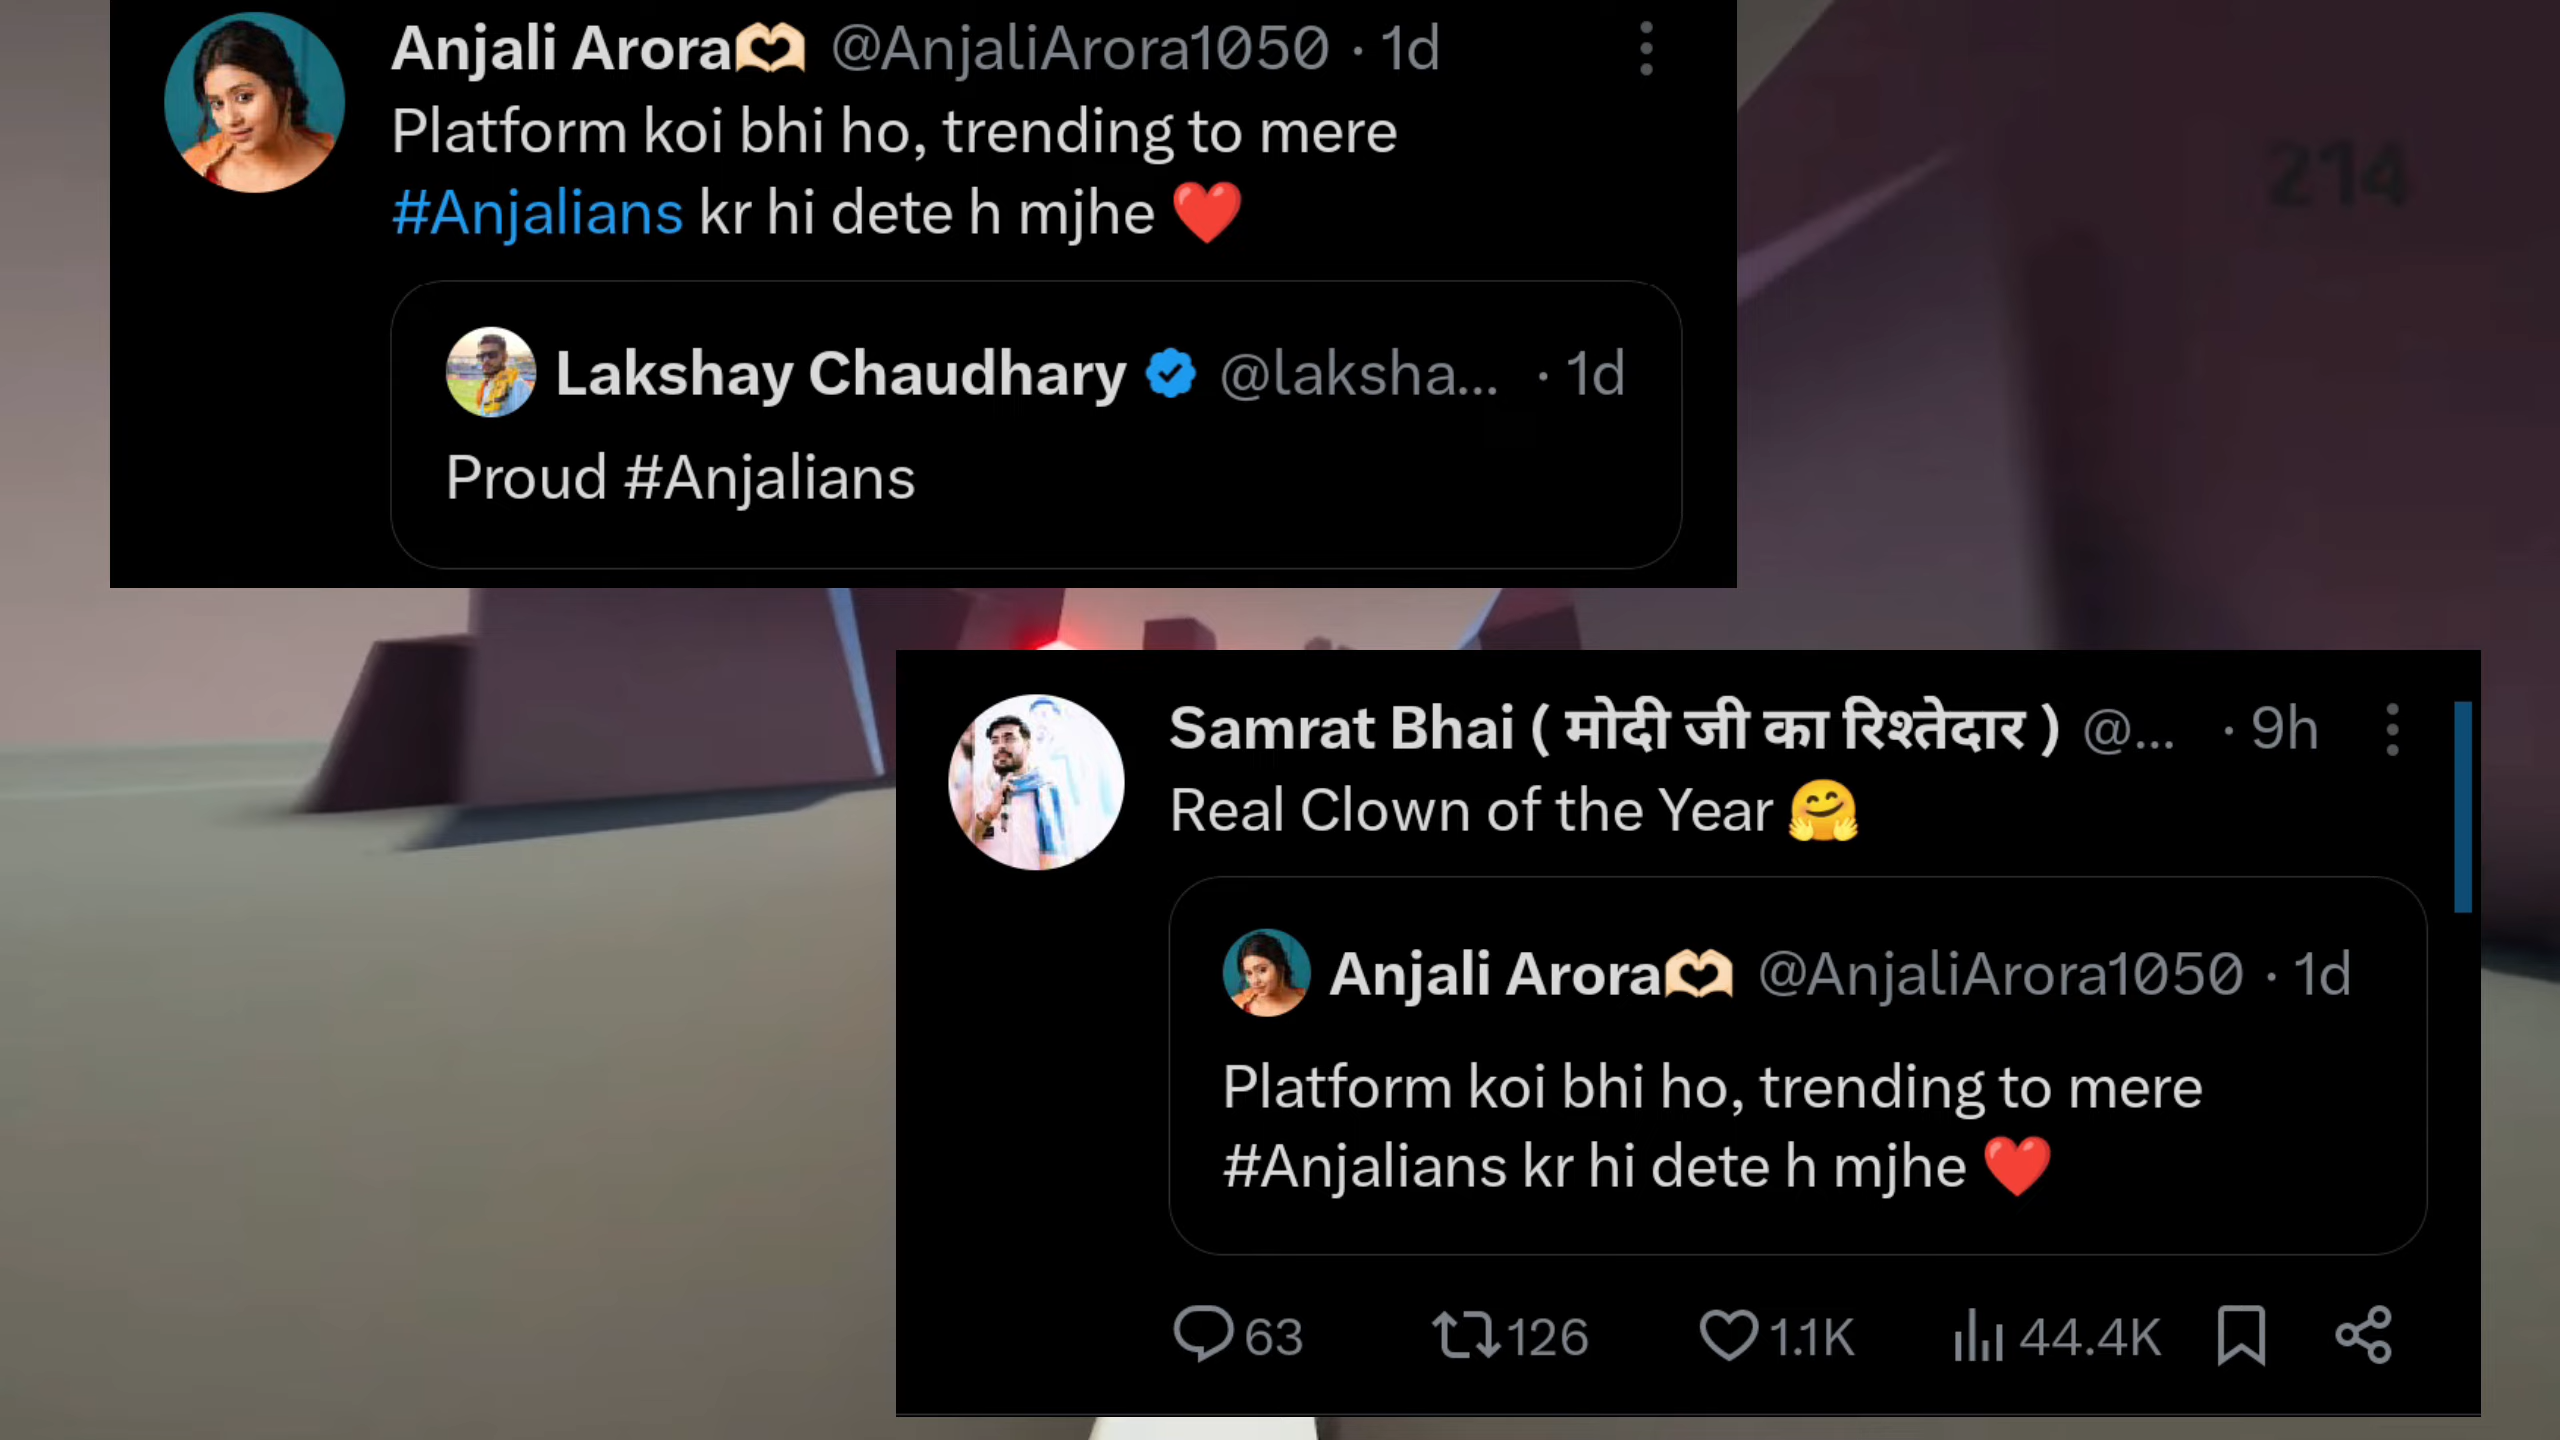 Anjali Arora🫶🏻 @AnjaliArora1050 · 1d
Platform koi bhi ho, trending to mere
#Anjalians kr hi dete h mjhe ❤️
Lakshay Chaudhary @laksha... · 1d
Proud #Anjalians
214
Samrat Bhai ( मोदी जी का रिश्तेदार ) @... · 9h
Real Clown of the Year 🤗
Anjali Arora🫶🏻 @AnjaliArora1050 · 1d
Platform koi bhi ho, trending to mere
#Anjalians kr hi dete h mjhe ❤️
63 126 1.1K 44.4K